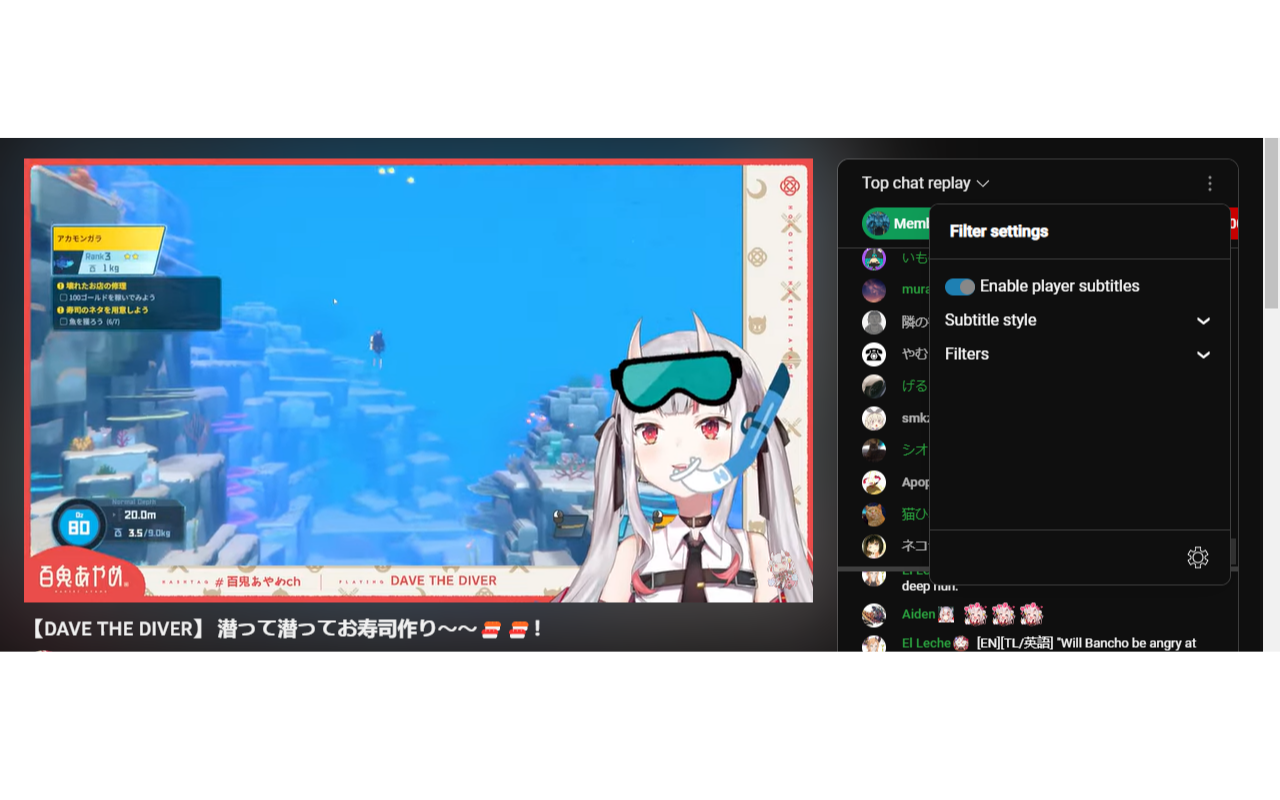 アカモンガラ
Rank 3
1 kg
壊れたお店の修理
100ゴールドを稼いでみよう
寿司のネタを用意しよう
魚を獲ろう (6/7)
Normal Depth
O₂
80
20.0m
3.5/9.0kg
百鬼あやめ
HASHTAG #百鬼あやめch
PLAYING DAVE THE DIVER
【DAVE THE DIVER】 潜って潜ってお寿司作り～～🍣 🍣！
Top chat replay
Filter settings
Enable player subtitles
Subtitle style
Filters
いも
mura
隣の
やむ
げる
smkz
シオ
Apop
猫ひ
ネコ
Aiden
El Leche [EN][TL/英語] "Will Bancho be angry at